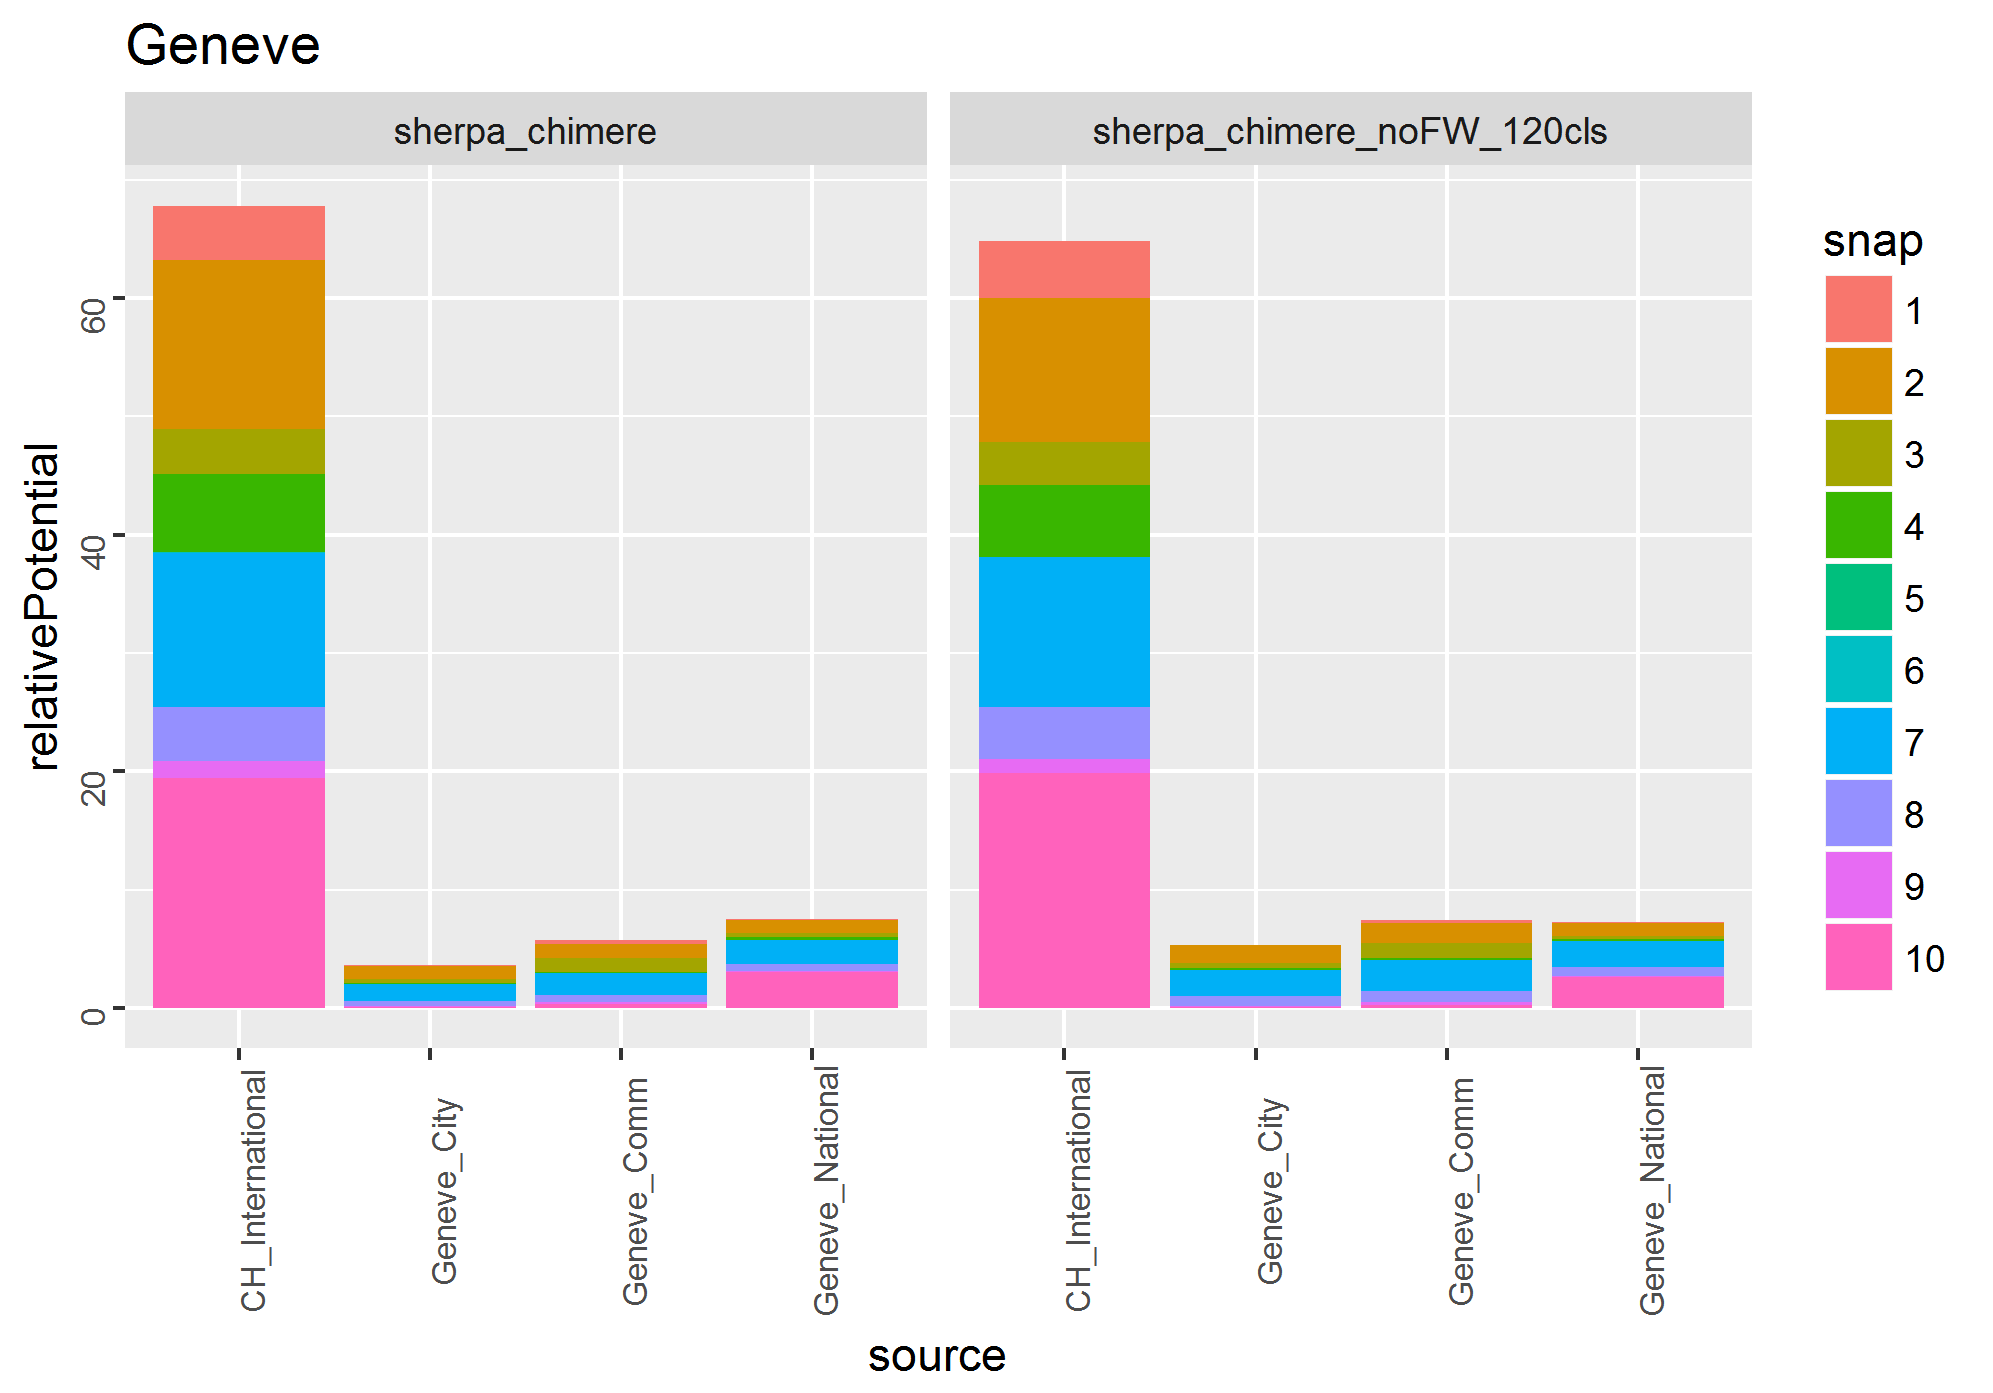 Geneve
sherpa_chimere
sherpa_chimere_noFW_120cls
relativePotential
60
40
20
0
CH_International
Geneve_City
Geneve_Comm
Geneve_National
CH_International
Geneve_City
Geneve_Comm
Geneve_National
source
snap
1
2
3
4
5
6
7
8
9
10